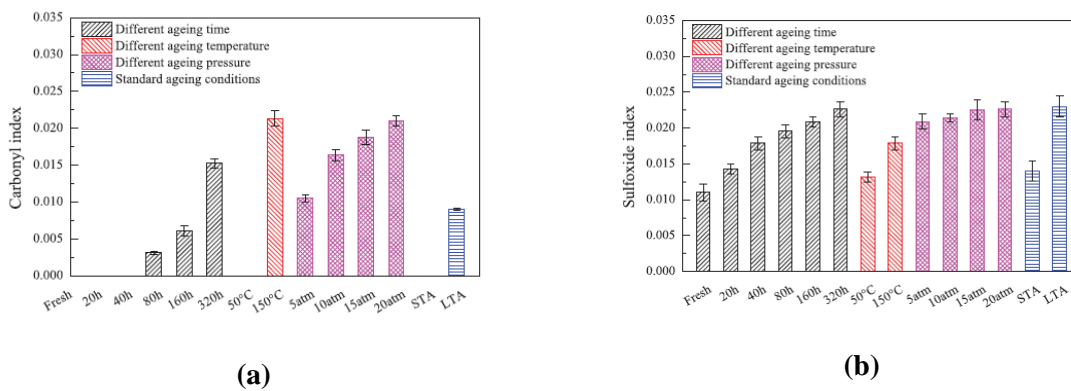 0.035
0.030
0.025
0.020
0.015
0.010
0.005
0.000
Carbonyl index
Different ageing time
Different ageing temperature
Different ageing pressure
Standard ageing conditions
Fresh 20h 40h 80h 160h 320h 50°C 150°C 5atm 10atm 15atm 20atm STA LTA
(a)
0.035
0.030
0.025
0.020
0.015
0.010
0.005
0.000
Sulfoxide index
Different ageing time
Different ageing temperature
Different ageing pressure
Standard ageing conditions
Fresh 20h 40h 80h 160h 320h 50°C 150°C 5atm 10atm 15atm 20atm STA LTA
(b)